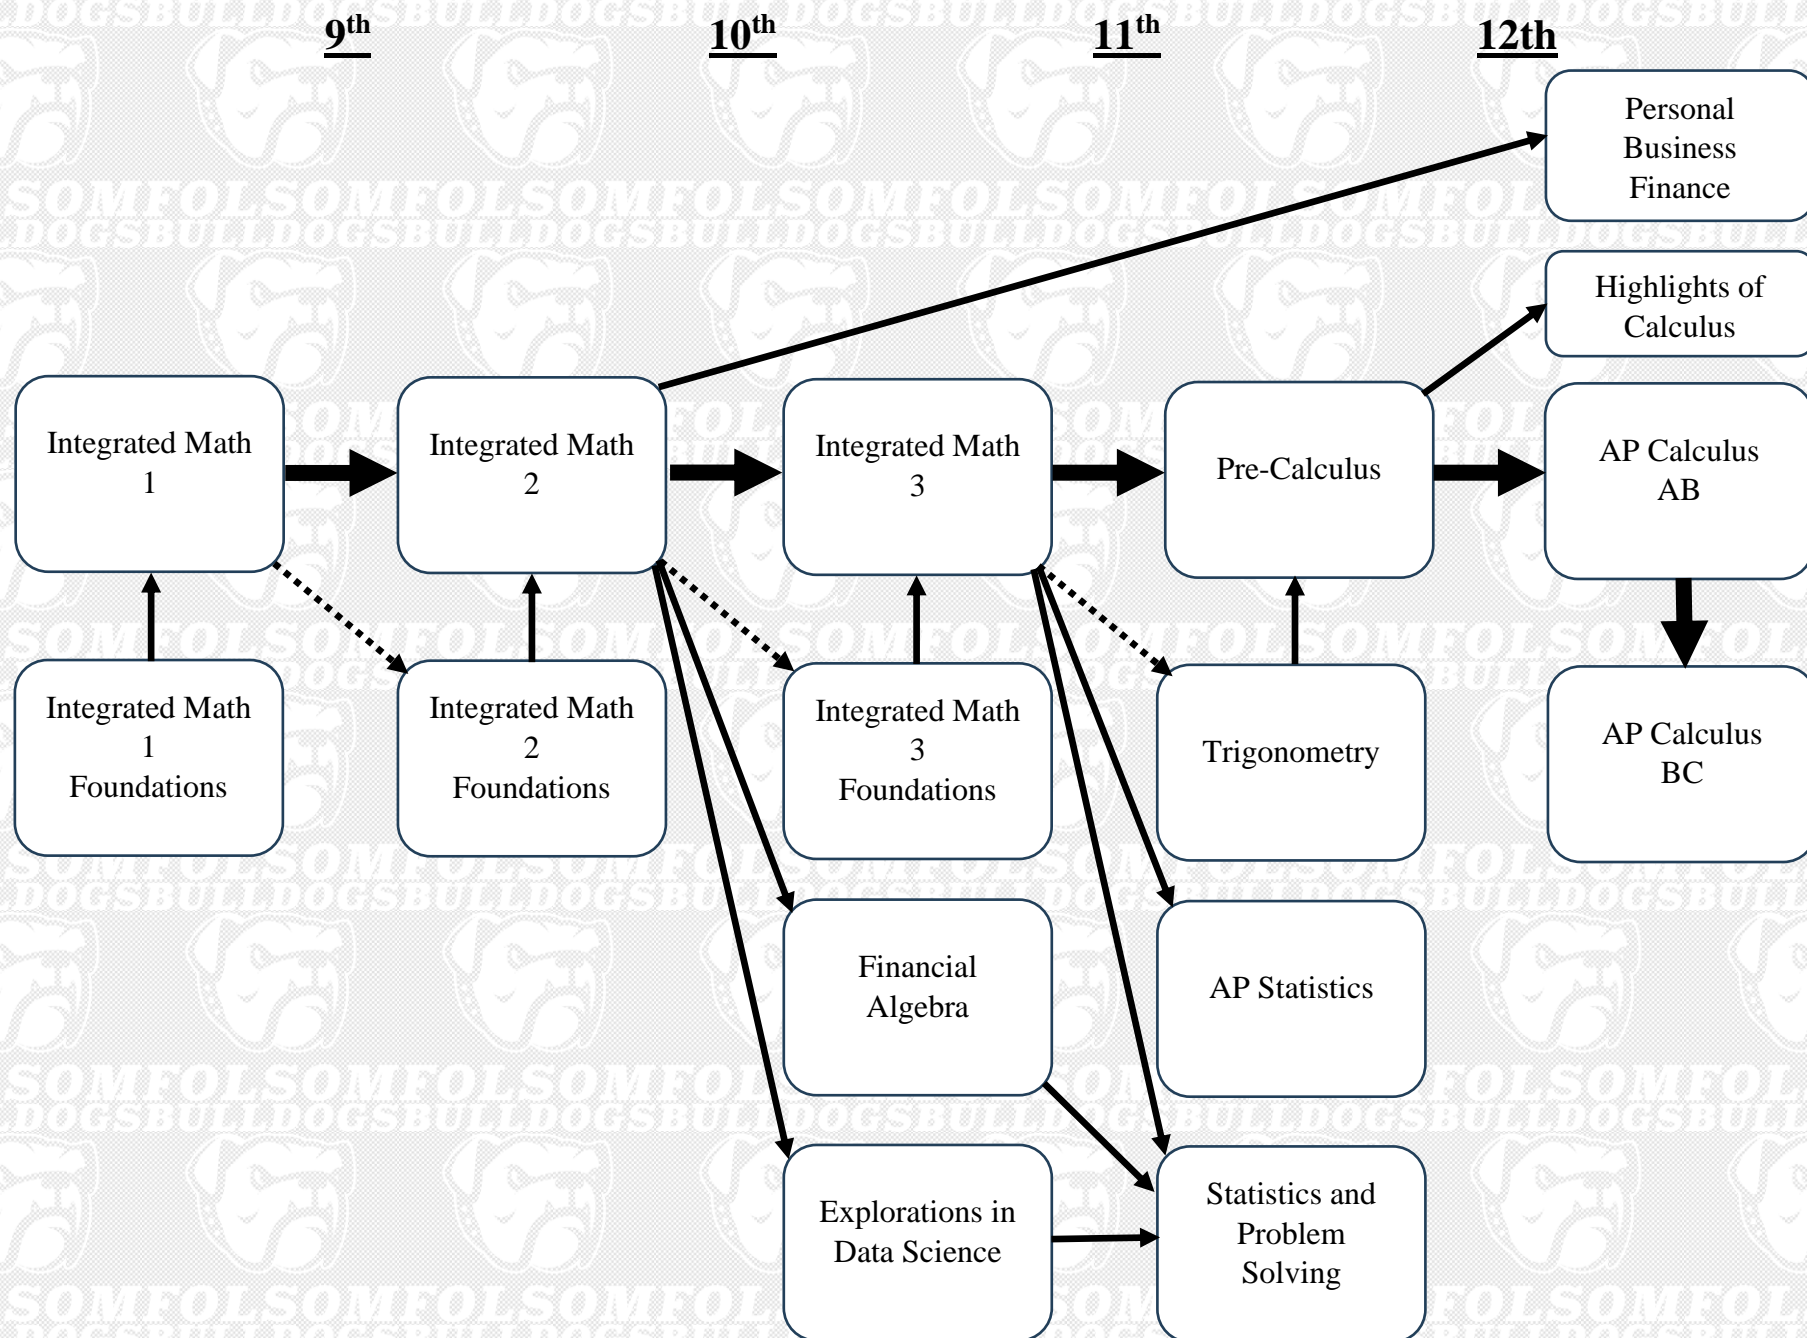 9th
10th
11th
12th
Personal
Business
Finance
Highlights of
Calculus
Integrated Math
1
Integrated Math
2
Integrated Math
3
Pre-Calculus
AP Calculus
AB
Integrated Math
1
Foundations
Integrated Math
2
Foundations
Integrated Math
3
Foundations
Trigonometry
AP Calculus
BC
Financial
Algebra
AP Statistics
Explorations in
Data Science
Statistics and
Problem
Solving